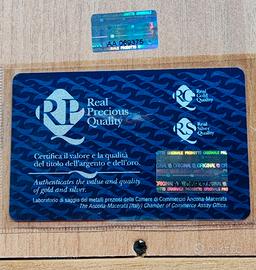 RP
Real
Precious
Quality
RG
Real
Gold
Quality
RS
Real
Silver
Quality
Certifica il valore e la qualità
del titolo dell'argento e dell'oro.
Authenticates the value and quality
of gold and silver.
ORIGINAL
Laboratorio di saggio dei metalli preziosi della Camera di Commercio Ancona-Macerata
The Ancona-Macerata (Italy) Chamber of Commerce Assay Office.